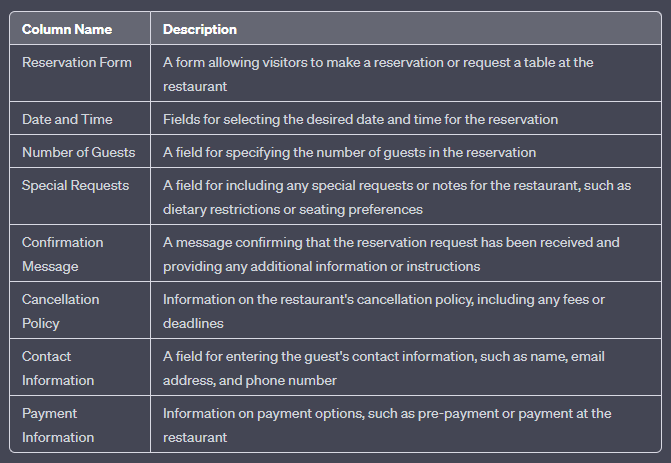 Column Name Description
Reservation Form A form allowing visitors to make a reservation or request a table at the
restaurant
Date and Time Fields for selecting the desired date and time for the reservation
Number of Guests A field for specifying the number of guests in the reservation
Special Requests A field for including any special requests or notes for the restaurant, such as
dietary restrictions or seating preferences
Confirmation A message confirming that the reservation request has been received and
Message providing any additional information or instructions
Cancellation Information on the restaurant's cancellation policy, including any fees or
Policy deadlines
Contact A field for entering the guest's contact information, such as name, email
Information address, and phone number
Payment Information on payment options, such as pre-payment or payment at the
Information restaurant